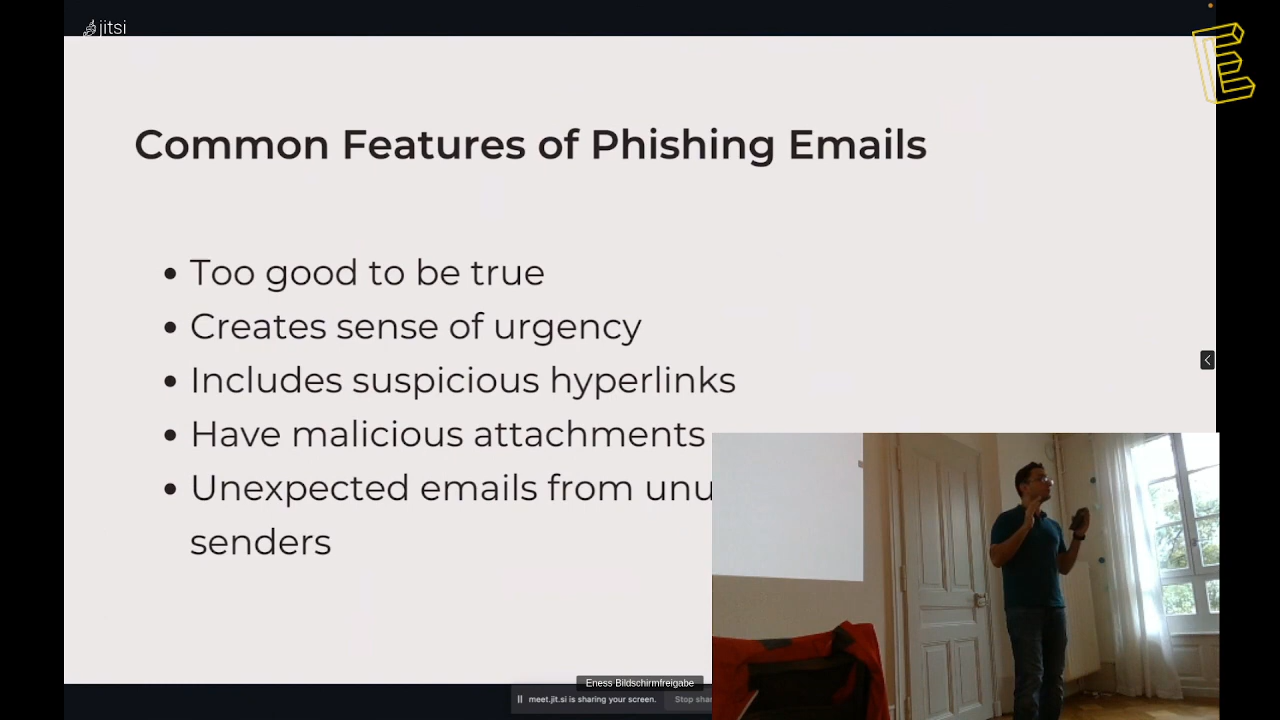 jitsi
E
Common Features of Phishing Emails
• Too good to be true
• Creates sense of urgency
• Includes suspicious hyperlinks
• Have malicious attachments
• Unexpected emails from
senders
Eness Bildschirmfreigabe
meet.jit.si is sharing your screen. Stop